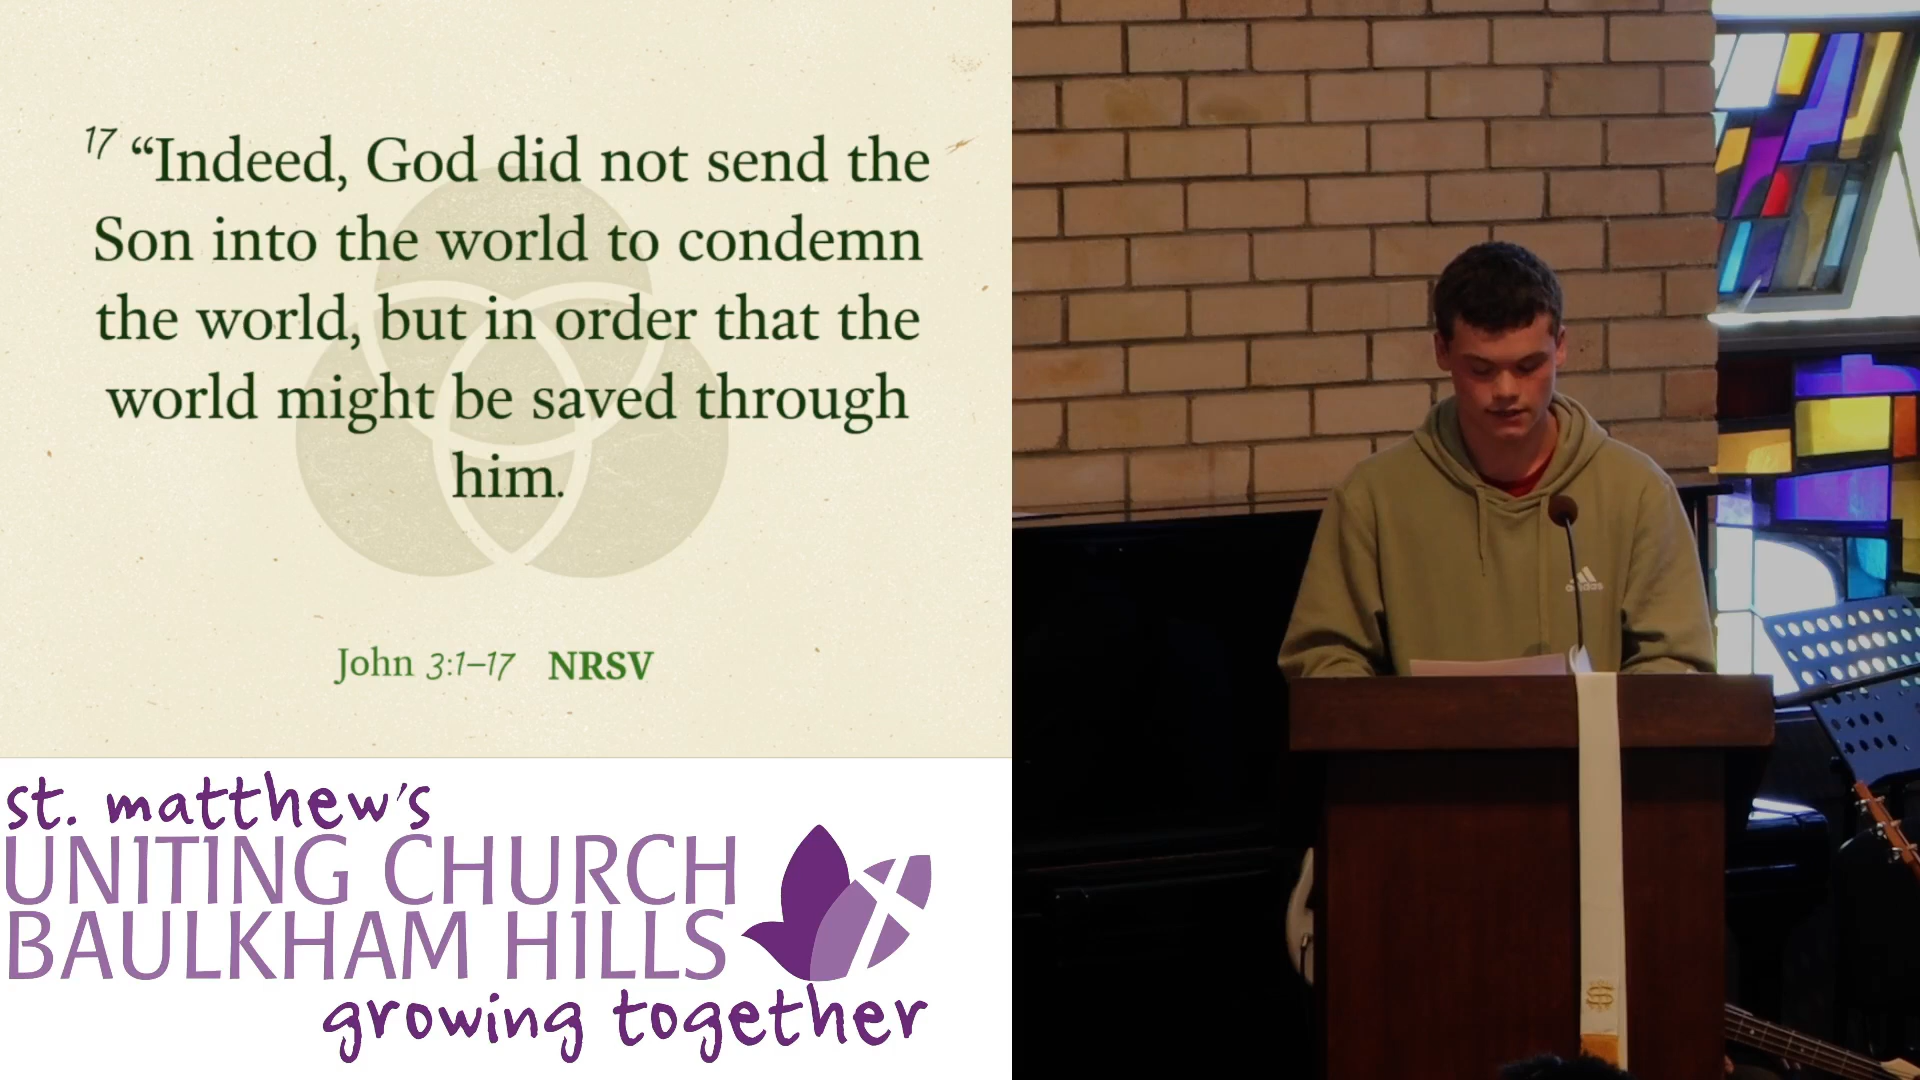 17 “Indeed, God did not send the
Son into the world to condemn
the world, but in order that the
world might be saved through
him.
John 3:1–17 NRSV
st. matthew's
UNITING CHURCH
BAULKHAM HILLS
growing together
adidas